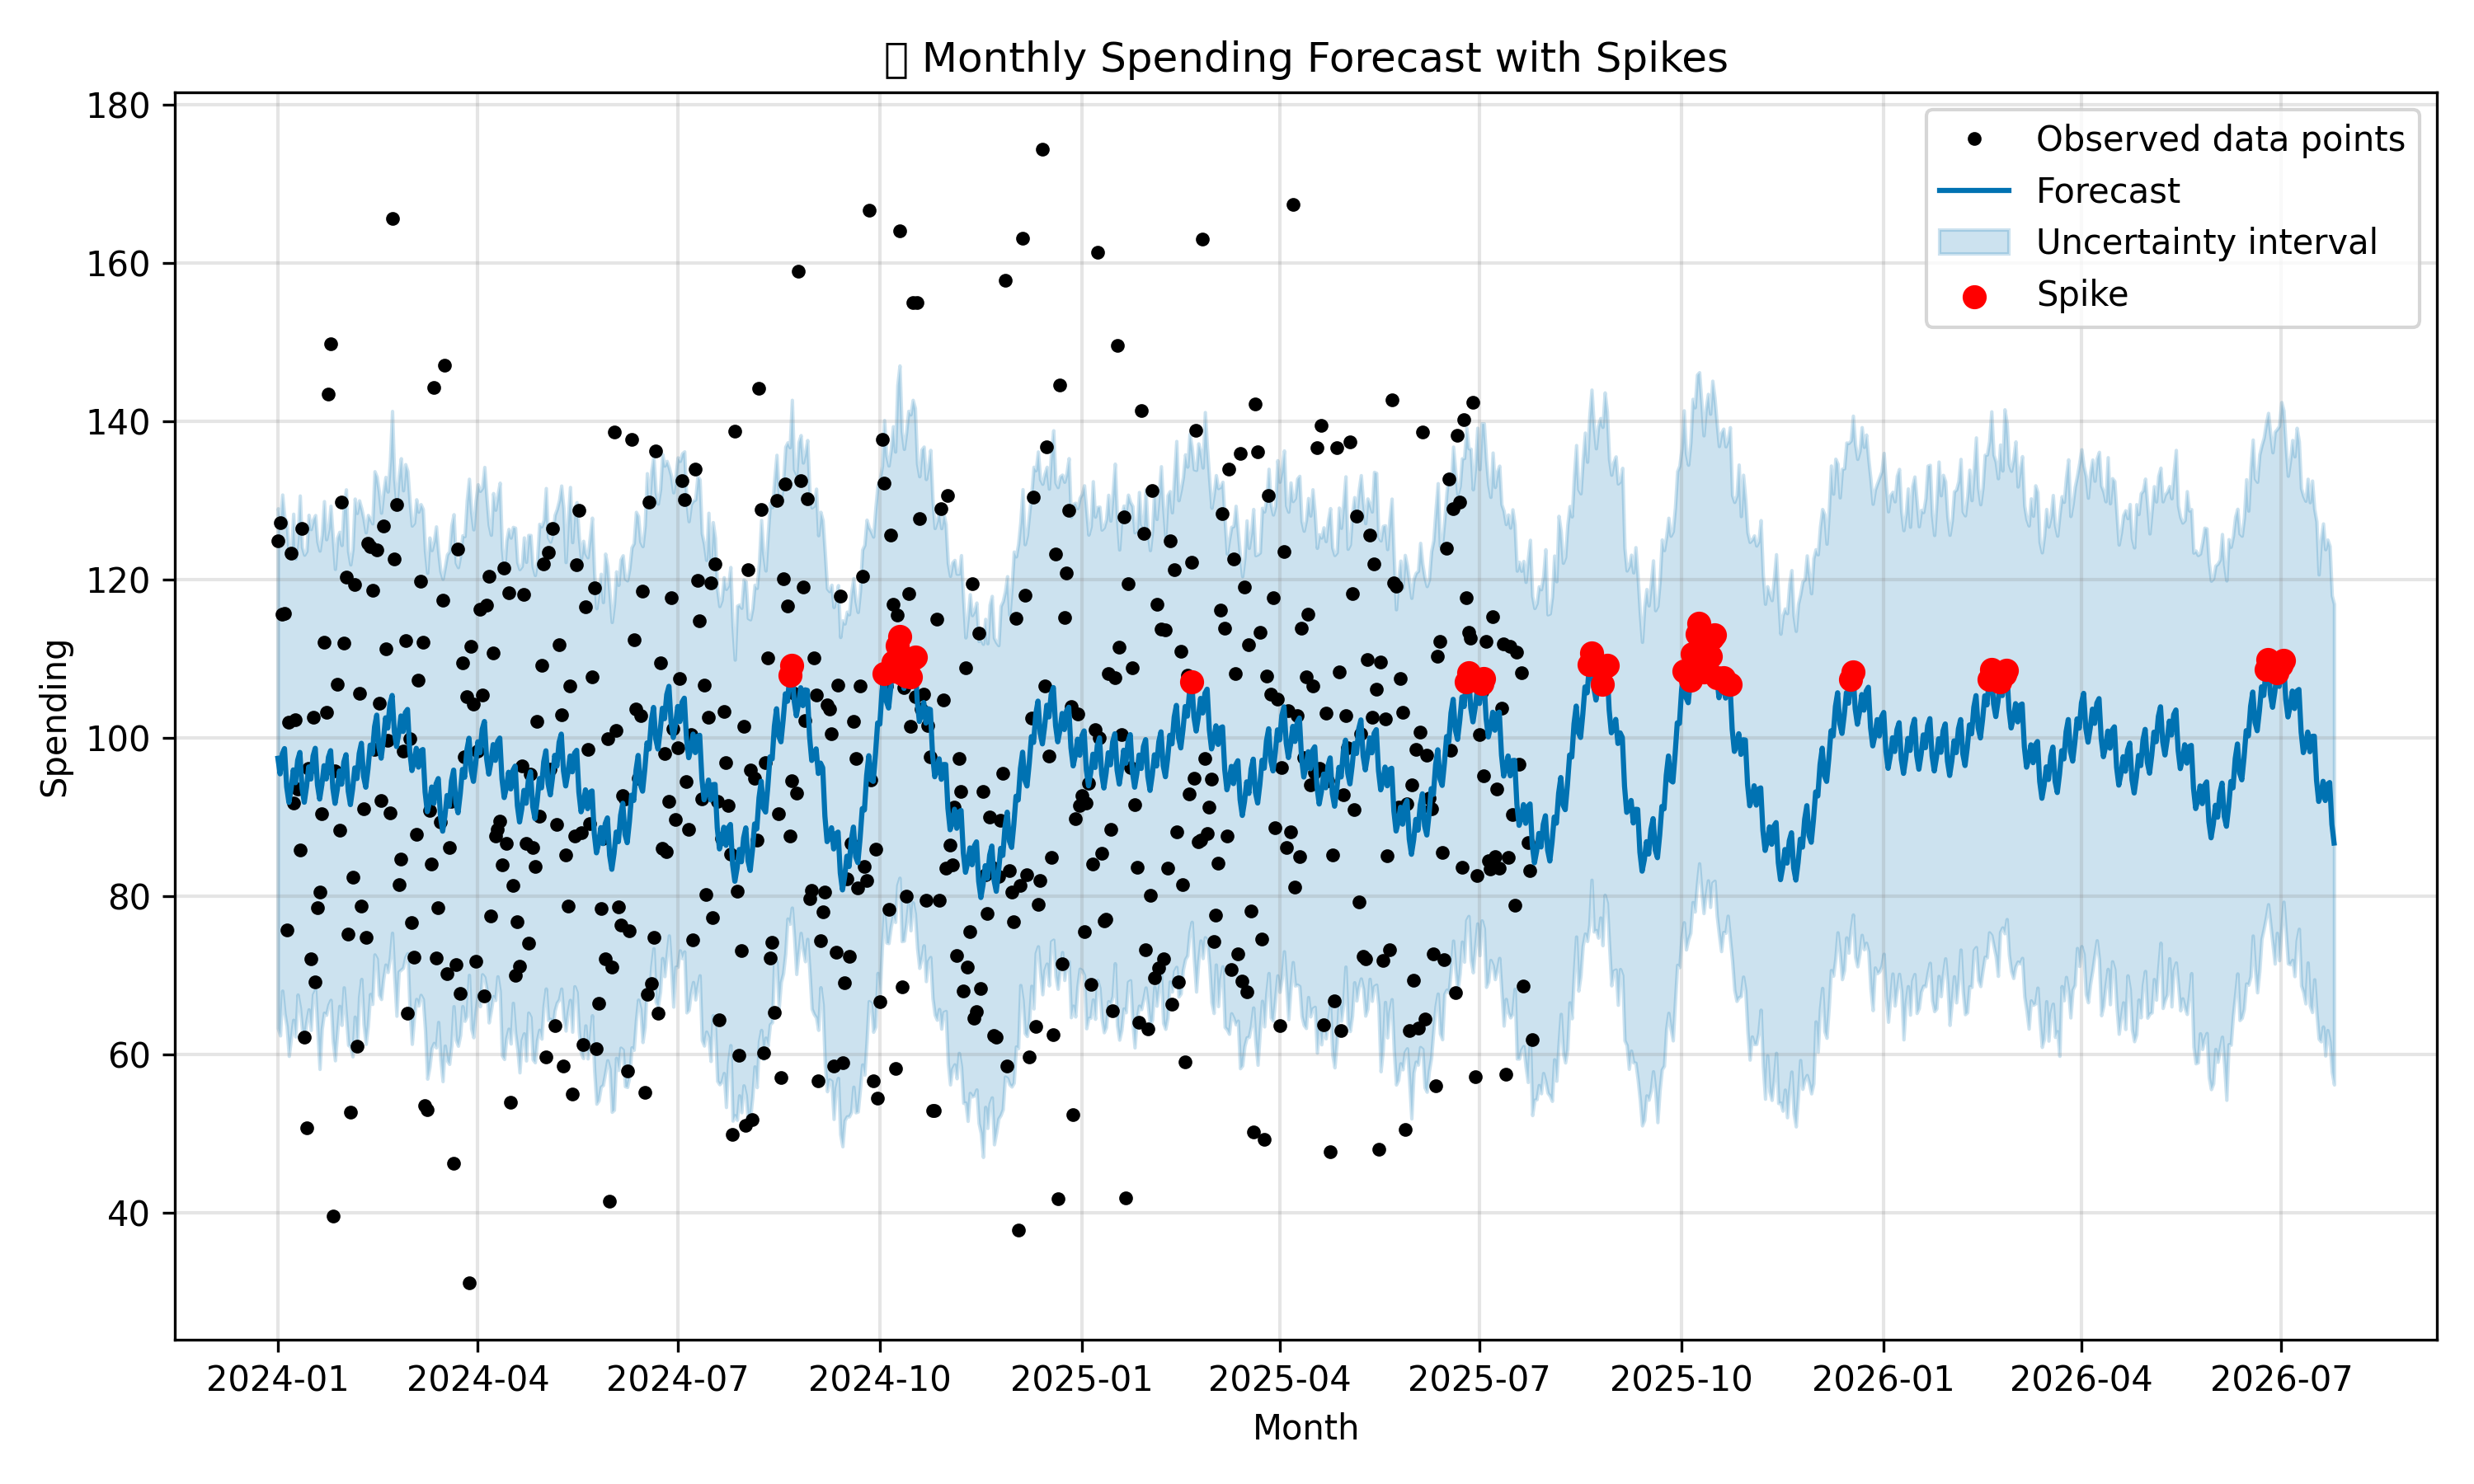 Monthly Spending Forecast with Spikes
180
160
140
120
100
80
60
40
Spending
Observed data points
Forecast
Uncertainty interval
Spike
2024-01
2024-04
2024-07
2024-10
2025-01
2025-04
2025-07
2025-10
2026-01
2026-04
2026-07
Month